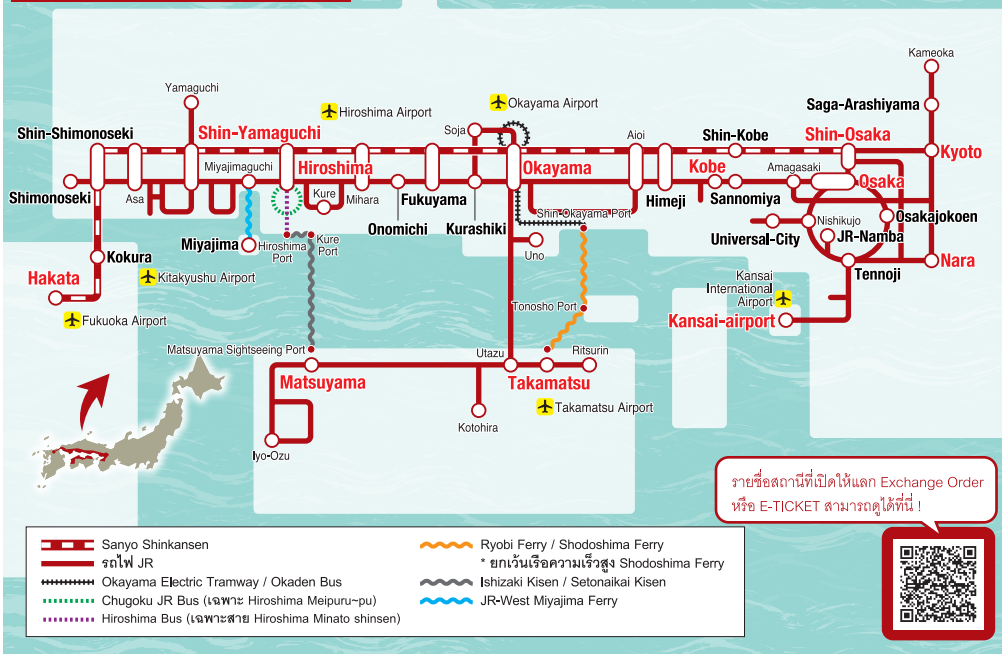 Kameoka
Yamaguchi
Hiroshima Airport
Okayama Airport
Saga-Arashiyama
Shin-Shimonoseki
Shin-Yamaguchi
Soja
Aioi
Shin-Kobe
Shin-Osaka
Miyajimaguchi
Hiroshima
Okayama
Kobe
Amagasaki
Kyoto
Shimonoseki
Asa
Kure
Mihara
Fukuyama
Himeji
Sannomiya
Osaka
Onomichi
Kurashiki
Shin-Okayama Port
Universal-City
Nishikujo
Osakajokoen
JR-Namba
Miyajima
Hiroshima
Port
Kure
Port
Uno
Kokura
Tennoji
Nara
Hakata
Kitakyushu Airport
Kansai
International
Airport
Fukuoka Airport
Tonosho Port
Kansai-airport
Matsuyama Sightseeing Port
Utazu
Ritsurin
Matsuyama
Takamatsu
Takamatsu Airport
Kotohira
Iyo-Ozu
รายชื่อสถานีที่เปิดให้แลก Exchange Order
หรือ E-TICKET สามารถดูได้ที่นี่ !
Sanyo Shinkansen
รถไฟ JR
Okayama Electric Tramway / Okaden Bus
Chugoku JR Bus (เฉพาะ Hiroshima Meipuru~pu)
Hiroshima Bus (เฉพาะสาย Hiroshima Minato shinsen)
Ryobi Ferry / Shodoshima Ferry
* ยกเว้นเรือความเร็วสูง Shodoshima Ferry
Ishizaki Kisen / Setonaikai Kisen
JR-West Miyajima Ferry